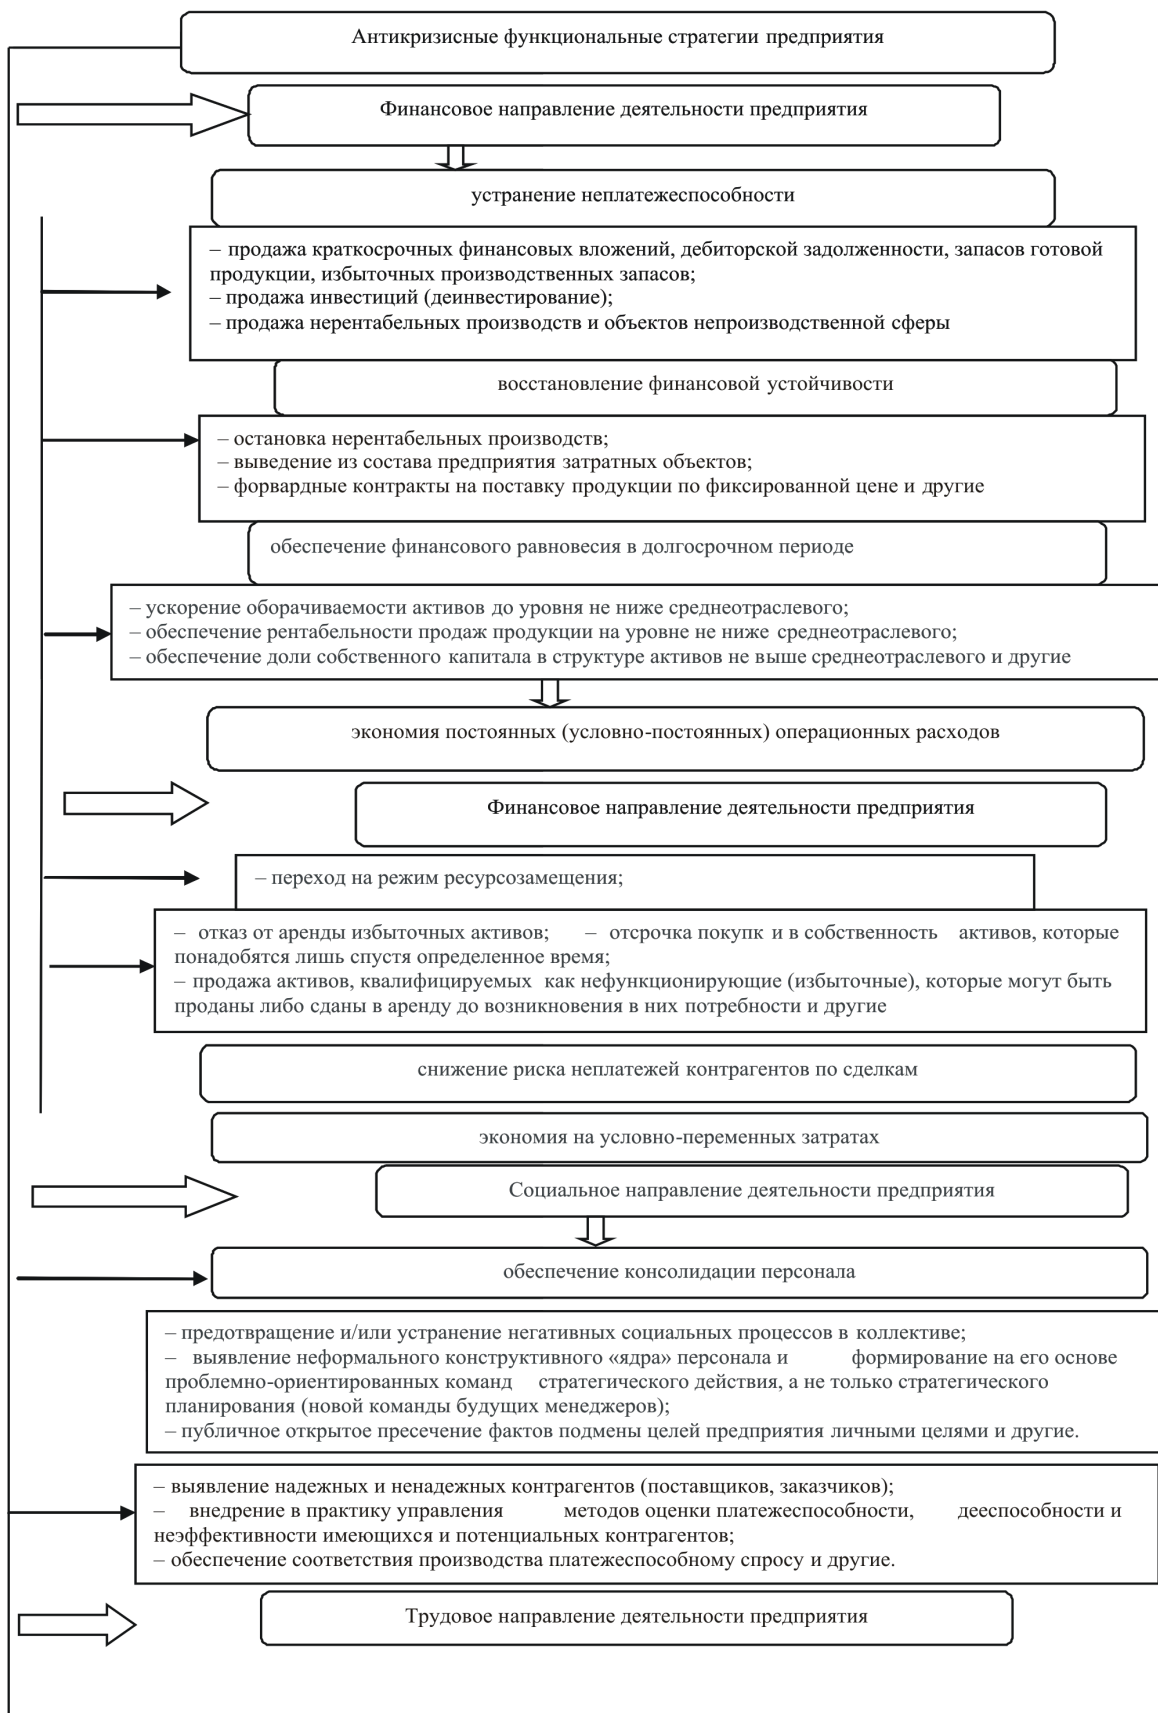 Антикризисные функциональные стратегии предприятия
Финансовое направление деятельности предприятия
устранение неплатежеспособности
– продажа краткосрочных финансовых вложений, дебиторской задолженности, запасов готовой
продукции, избыточных производственных запасов;
– продажа инвестиций (деинвестирование);
– продажа нерентабельных производств и объектов непроизводственной сферы
восстановление финансовой устойчивости
– остановка нерентабельных производств;
– выведение из состава предприятия затратных объектов;
– форвардные контракты на поставку продукции по фиксированной цене и другие
обеспечение финансового равновесия в долгосрочном периоде
– ускорение оборачиваемости активов до уровня не ниже среднеотраслевого;
– обеспечение рентабельности продаж продукции на уровне не ниже среднеотраслевого;
– обеспечение доли собственного капитала в структуре активов не выше среднеотраслевого и другие
экономия постоянных (условно-постоянных) операционных расходов
Финансовое направление деятельности предприятия
– переход на режим ресурсозамещения;
– отказ от аренды избыточных активов; – отсрочка покупк и в собственность активов, которые
понадобятся лишь спустя определенное время;
– продажа активов, квалифицируемых как нефункционирующие (избыточные), которые могут быть
проданы либо сданы в аренду до возникновения в них потребности и другие
снижение риска неплатежей контрагентов по сделкам
экономия на условно-переменных затратах
Социальное направление деятельности предприятия
обеспечение консолидации персонала
– предотвращение и/или устранение негативных социальных процессов в коллективе;
– выявление неформального конструктивного «ядра» персонала и формирование на его основе
проблемно-ориентированных команд стратегического действия, а не только стратегического
планирования (новой команды будущих менеджеров);
– публичное открытое пресечение фактов подмены целей предприятия личными целями и другие.
– выявление надежных и ненадежных контрагентов (поставщиков, заказчиков);
– внедрение в практику управления методов оценки платежеспособности, дееспособности и
неэффективности имеющихся и потенциальных контрагентов;
– обеспечение соответствия производства платежеспособному спросу и другие.
Трудовое направление деятельности предприятия